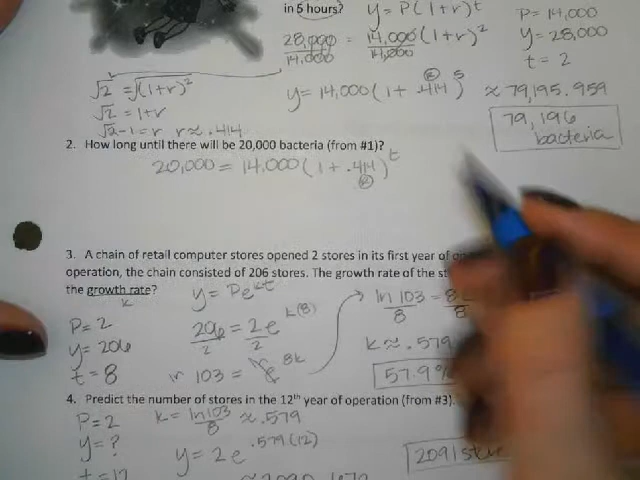 in 5 hours? y = P(1+r)^t P = 14,000
28,000/14,000 = 14,000/14,000 (1+r)^2 y = 28,000
t = 2
√2 = √(1+r)^2
√2 = 1+r
√2-1 = r r ≈ .414
y = 14,000(1 + .414)^5 ≈ 79,195.959
79,196 bacteria
2. How long until there will be 20,000 bacteria (from #1)?
20,000 = 14,000(1 + .414)^t
3. A chain of retail computer stores opened 2 stores in its first year of
operation, the chain consisted of 206 stores. The growth rate of the
the growth rate?
k
y = Pe^kt
P = 2
y = 206
t = 8
206/2 = 2e^k(8)/2
ln 103 = 8k
ln 103/8 =
k ≈ .579
57.9%
4. Predict the number of stores in the 12th year of operation (from #3).
P = 2 k = ln103/8 ≈ .579
y = ?
y = 2e^.579(12)
2091